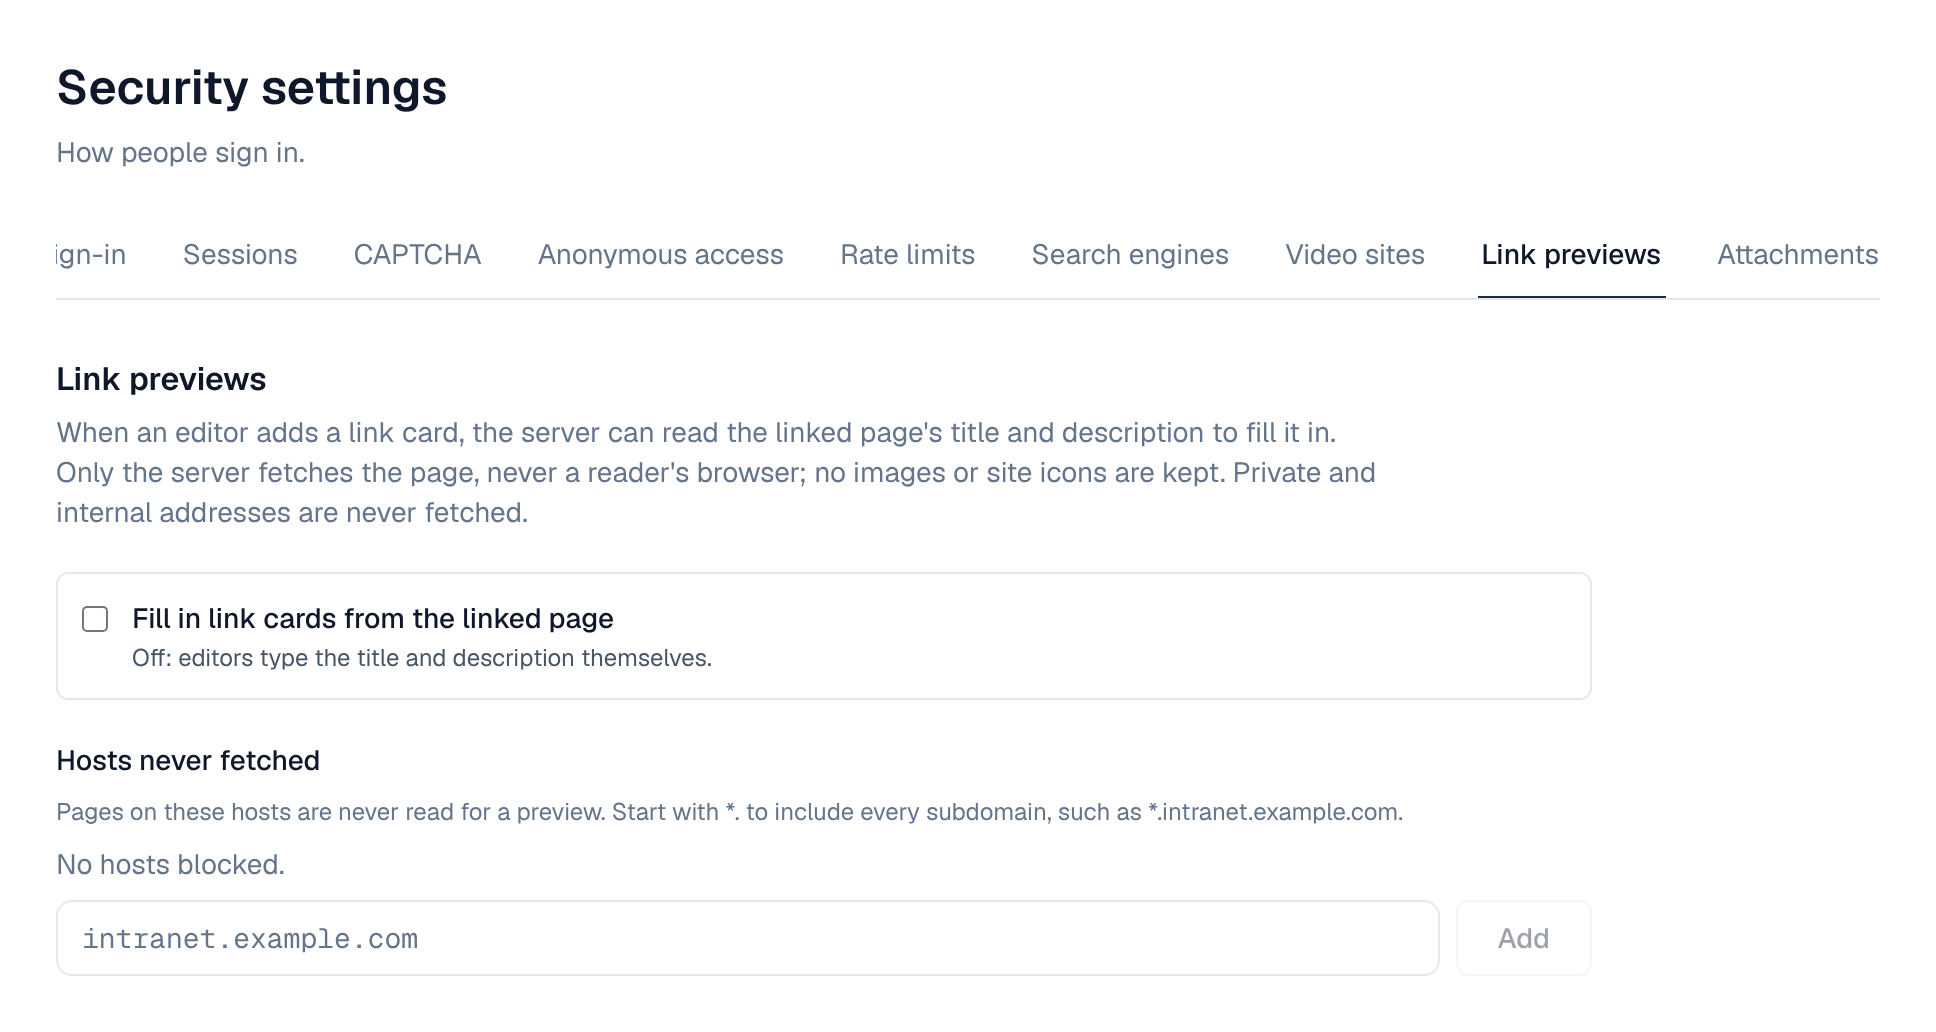 Security settings
How people sign in.
ign-in Sessions CAPTCHA Anonymous access Rate limits Search engines Video sites Link previews Attachments
Link previews
When an editor adds a link card, the server can read the linked page's title and description to fill it in.
Only the server fetches the page, never a reader's browser; no images or site icons are kept. Private and
internal addresses are never fetched.
Fill in link cards from the linked page
Off: editors type the title and description themselves.
Hosts never fetched
Pages on these hosts are never read for a preview. Start with *. to include every subdomain, such as *.intranet.example.com.
No hosts blocked.
intranet.example.com Add